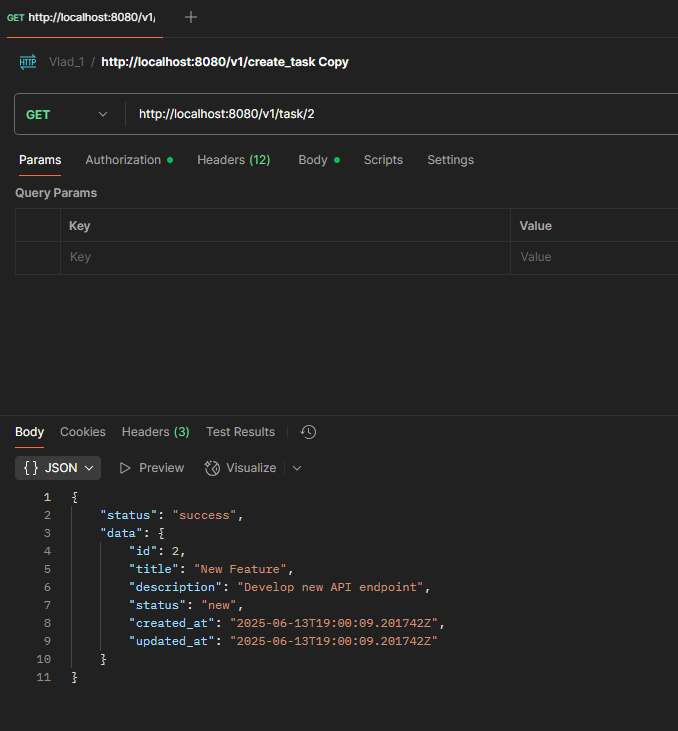 GET http://localhost:8080/v1,
HTTP Vlad_1 / http://localhost:8080/v1/create_task Copy
GET http://localhost:8080/v1/task/2
Params Authorization Headers (12) Body Scripts Settings
Query Params
Key Value
Key Value
Body Cookies Headers (3) Test Results
{} JSON Preview Visualize
1 {
2 "status": "success",
3 "data": {
4 "id": 2,
5 "title": "New Feature",
6 "description": "Develop new API endpoint",
7 "status": "new",
8 "created_at": "2025-06-13T19:00:09.201742Z",
9 "updated_at": "2025-06-13T19:00:09.201742Z"
10 }
11 }